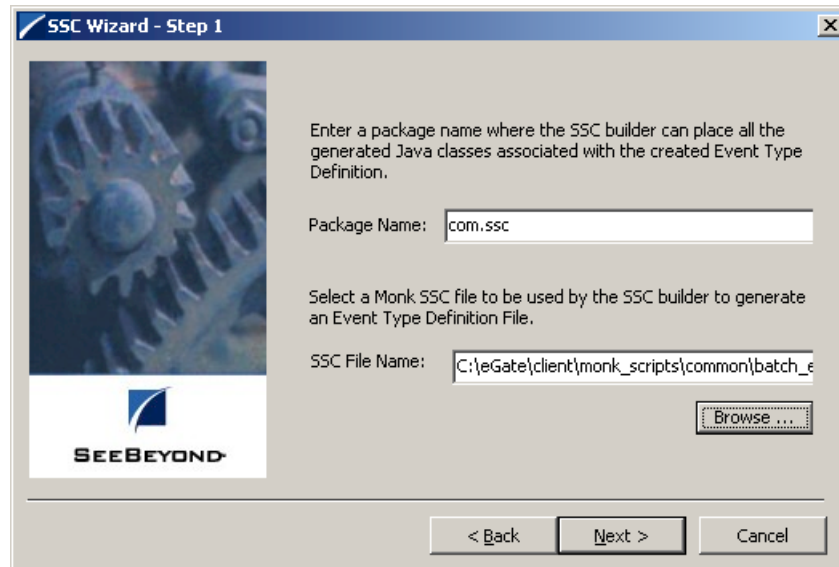 SSC Wizard - Step 1
Enter a package name where the SSC builder can place all the
generated Java classes associated with the created Event Type
Definition.
Package Name:
com.ssc
Select a Monk SSC file to be used by the SSC builder to generate
an Event Type Definition File.
SSC File Name:
C:\eGate\client\monk_scripts\common\batch_e
Browse ...
SEEBEYOND
< Back
Next >
Cancel